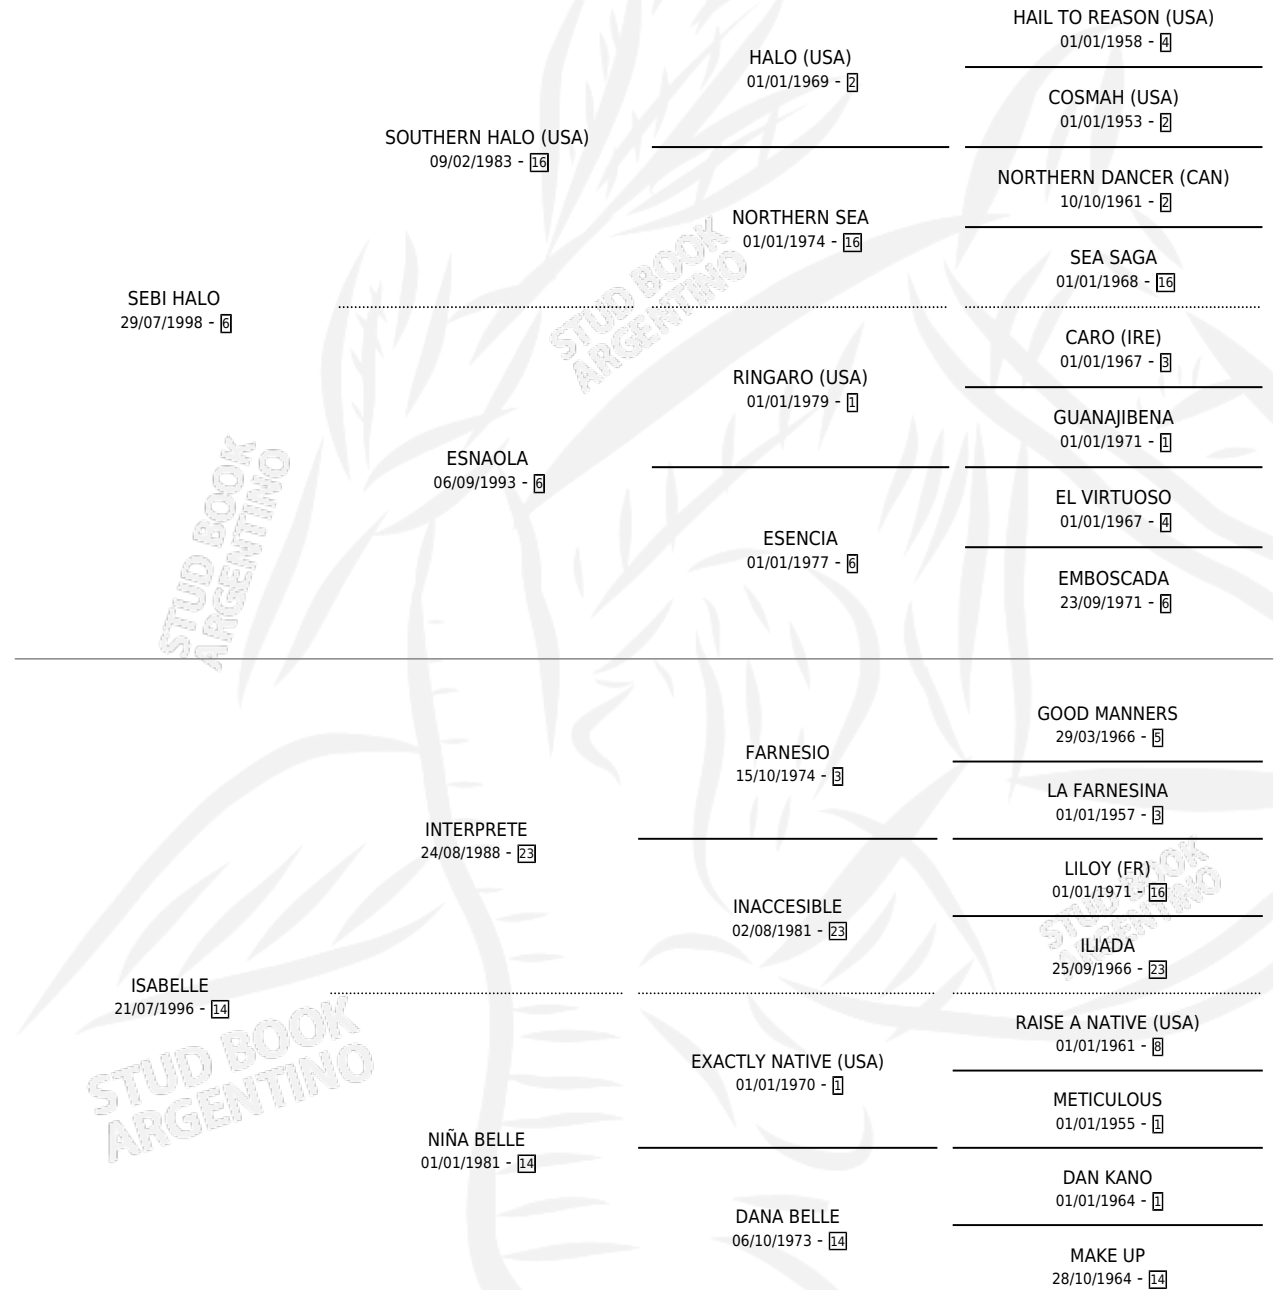 HAIL TO REASON (USA)
01/01/1958 - 4
HALO (USA)
01/01/1969 - 2
COSMAH (USA)
01/01/1953 - 2
SOUTHERN HALO (USA)
09/02/1983 - 16
NORTHERN DANCER (CAN)
10/10/1961 - 2
NORTHERN SEA
01/01/1974 - 16
SEA SAGA
01/01/1968 - 16
SEBI HALO
29/07/1998 - 6
CARO (IRE)
01/01/1967 - 3
RINGARO (USA)
01/01/1979 - 1
GUANAJIBENA
01/01/1971 - 1
ESNAOLA
06/09/1993 - 6
EL VIRTUOSO
01/01/1967 - 4
ESENCIA
01/01/1977 - 6
EMBOSCADA
23/09/1971 - 6
GOOD MANNERS
29/03/1966 - 5
FARNESIO
15/10/1974 - 3
LA FARNESINA
01/01/1957 - 3
INTERPRETE
24/08/1988 - 23
LILOY (FR)
01/01/1971 - 16
INACCESIBLE
02/08/1981 - 23
ILIADA
25/09/1966 - 23
ISABELLE
21/07/1996 - 14
RAISE A NATIVE (USA)
01/01/1961 - 8
EXACTLY NATIVE (USA)
01/01/1970 - 1
METICULOUS
01/01/1955 - 1
NIÑA BELLE
01/01/1981 - 14
DAN KANO
01/01/1964 - 1
DANA BELLE
06/10/1973 - 14
MAKE UP
28/10/1964 - 14
STUD BOOK
ARGENTINO
STUD BOOK
ARGENTINO
STUD BOOK
ARGENTINO
STUD BOOK
ARGENTINO